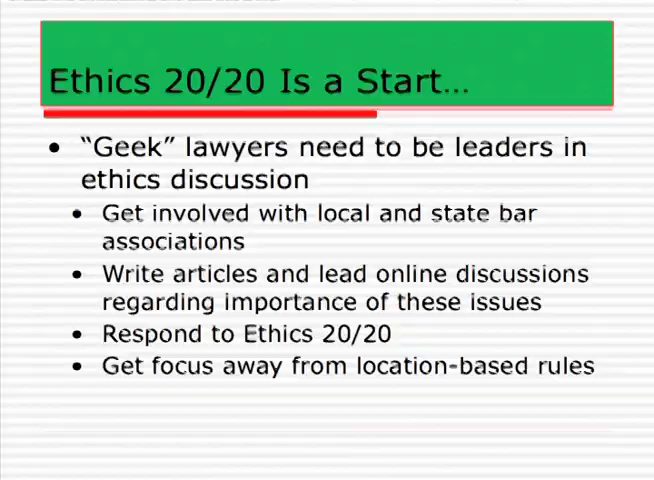 Ethics 20/20 Is a Start...
• “Geek” lawyers need to be leaders in
ethics discussion
• Get involved with local and state bar
associations
• Write articles and lead online discussions
regarding importance of these issues
• Respond to Ethics 20/20
• Get focus away from location-based rules